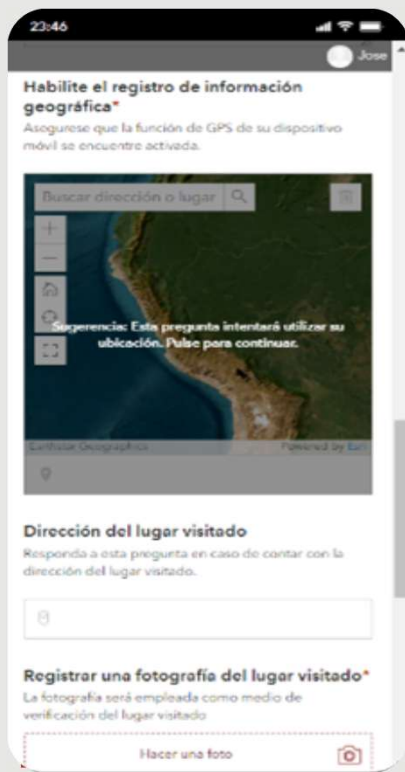 23:46
Jose
Habilite el registro de información
geográfica*
Asegurese que la función de GPS de su dispositivo
móvil se encuentre activada.
Buscar dirección o lugar
Sugerencia: Esta pregunta intentará utilizar su
ubicación. Pulse para continuar.
Earthstar Geographics
Powered by Esri
Dirección del lugar visitado
Responda a esta pregunta en caso de contar con la
dirección del lugar visitado.
Registrar una fotografía del lugar visitado*
La fotografía será empleada como medio de
verificación del lugar visitado
Hacer una foto